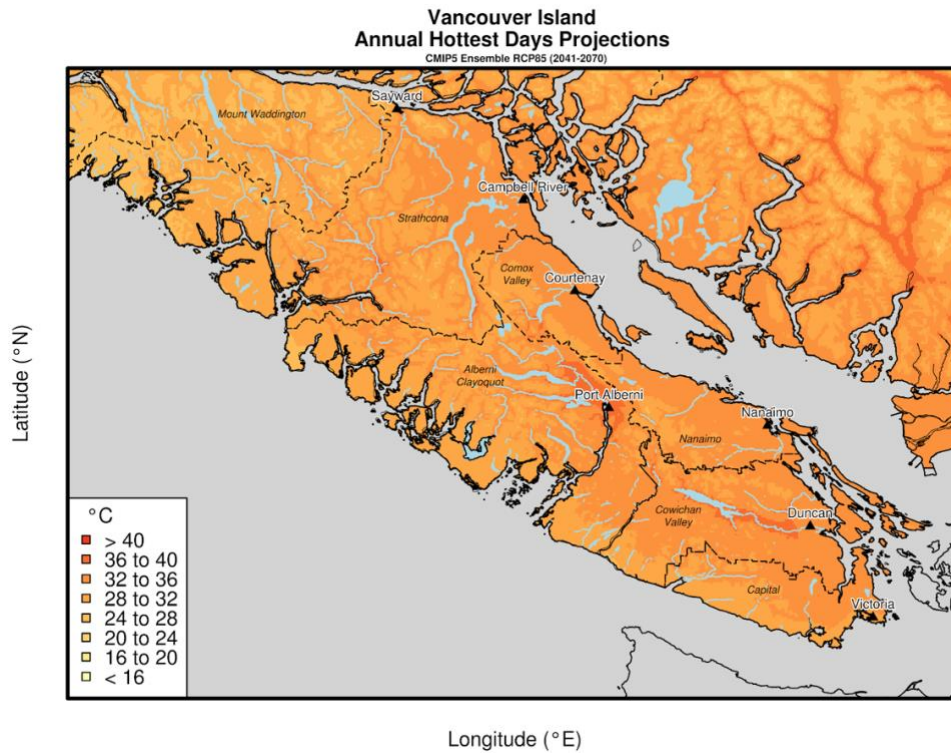 Vancouver Island
Annual Hottest Days Projections
CMIP5 Ensemble RCP85 (2041-2070)
Sayward
Mount Waddington
Campbell River
Strathcona
Comox
Valley
Courtenay
Latitude (°N)
Alberni
Clayoquot
Port Alberni
Nanaimo
Nanaimo
Cowichan
Valley
Duncan
Capital
Victoria
°C
> 40
36 to 40
32 to 36
28 to 32
24 to 28
20 to 24
16 to 20
< 16
Longitude (°E)